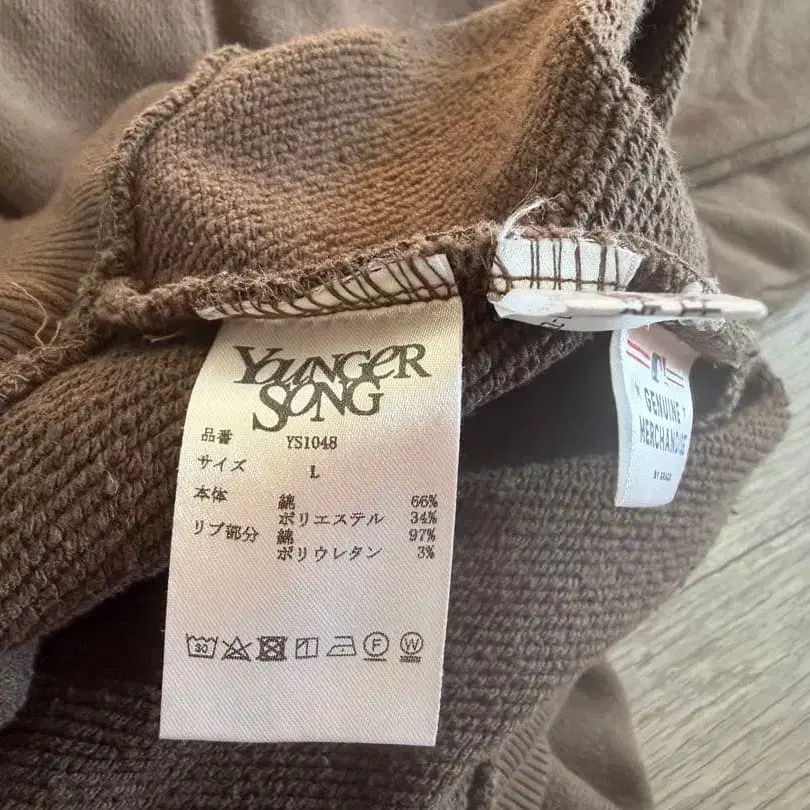 YOUNGER
SONG
品番 YS1048
サイズ L
本体 綿 66%
ポリエステル 34%
リブ部分 綿 97%
ポリウレタン 3%
30 F W
GENUINE
MERCHANDISE